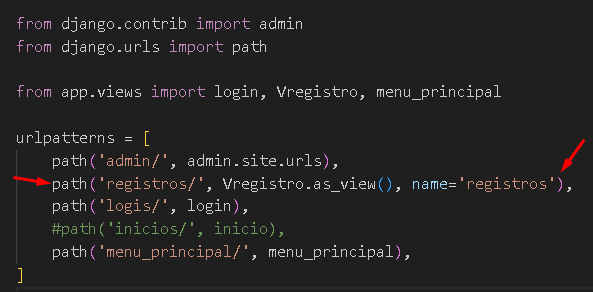 from django.contrib import admin
from django.urls import path
from app.views import login, Vregistro, menu_principal
urlpatterns = [
path('admin/', admin.site.urls),
path('registros/', Vregistro.as_view(), name='registros'),
path('logis/', login),
#path('inicios/', inicio),
path('menu_principal/', menu_principal),
]